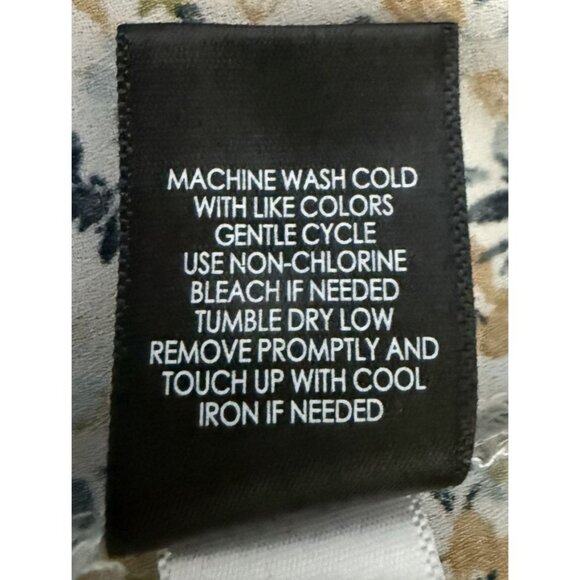 MACHINE WASH COLD
WITH LIKE COLORS
GENTLE CYCLE
USE NON-CHLORINE
BLEACH IF NEEDED
TUMBLE DRY LOW
REMOVE PROMPTLY AND
TOUCH UP WITH COOL
IRON IF NEEDED